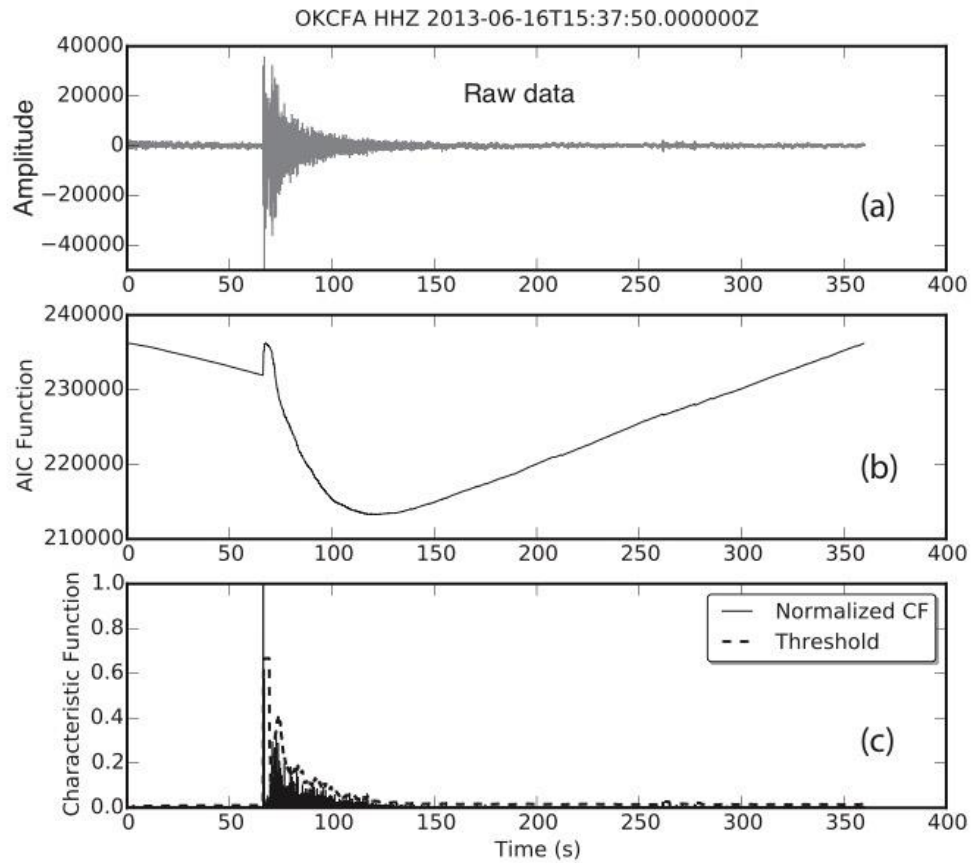 OKCFA HHZ 2013-06-16T15:37:50.000000Z
40000
20000
0
−20000
−40000
Amplitude
Raw data
(a)
0 50 100 150 200 250 300 350 400
240000
230000
220000
210000
AIC Function
(b)
0 50 100 150 200 250 300 350 400
1.0
0.8
0.6
0.4
0.2
0.0
Characteristic Function
Normalized CF
Threshold
(c)
0 50 100 150 200 250 300 350 400
Time (s)